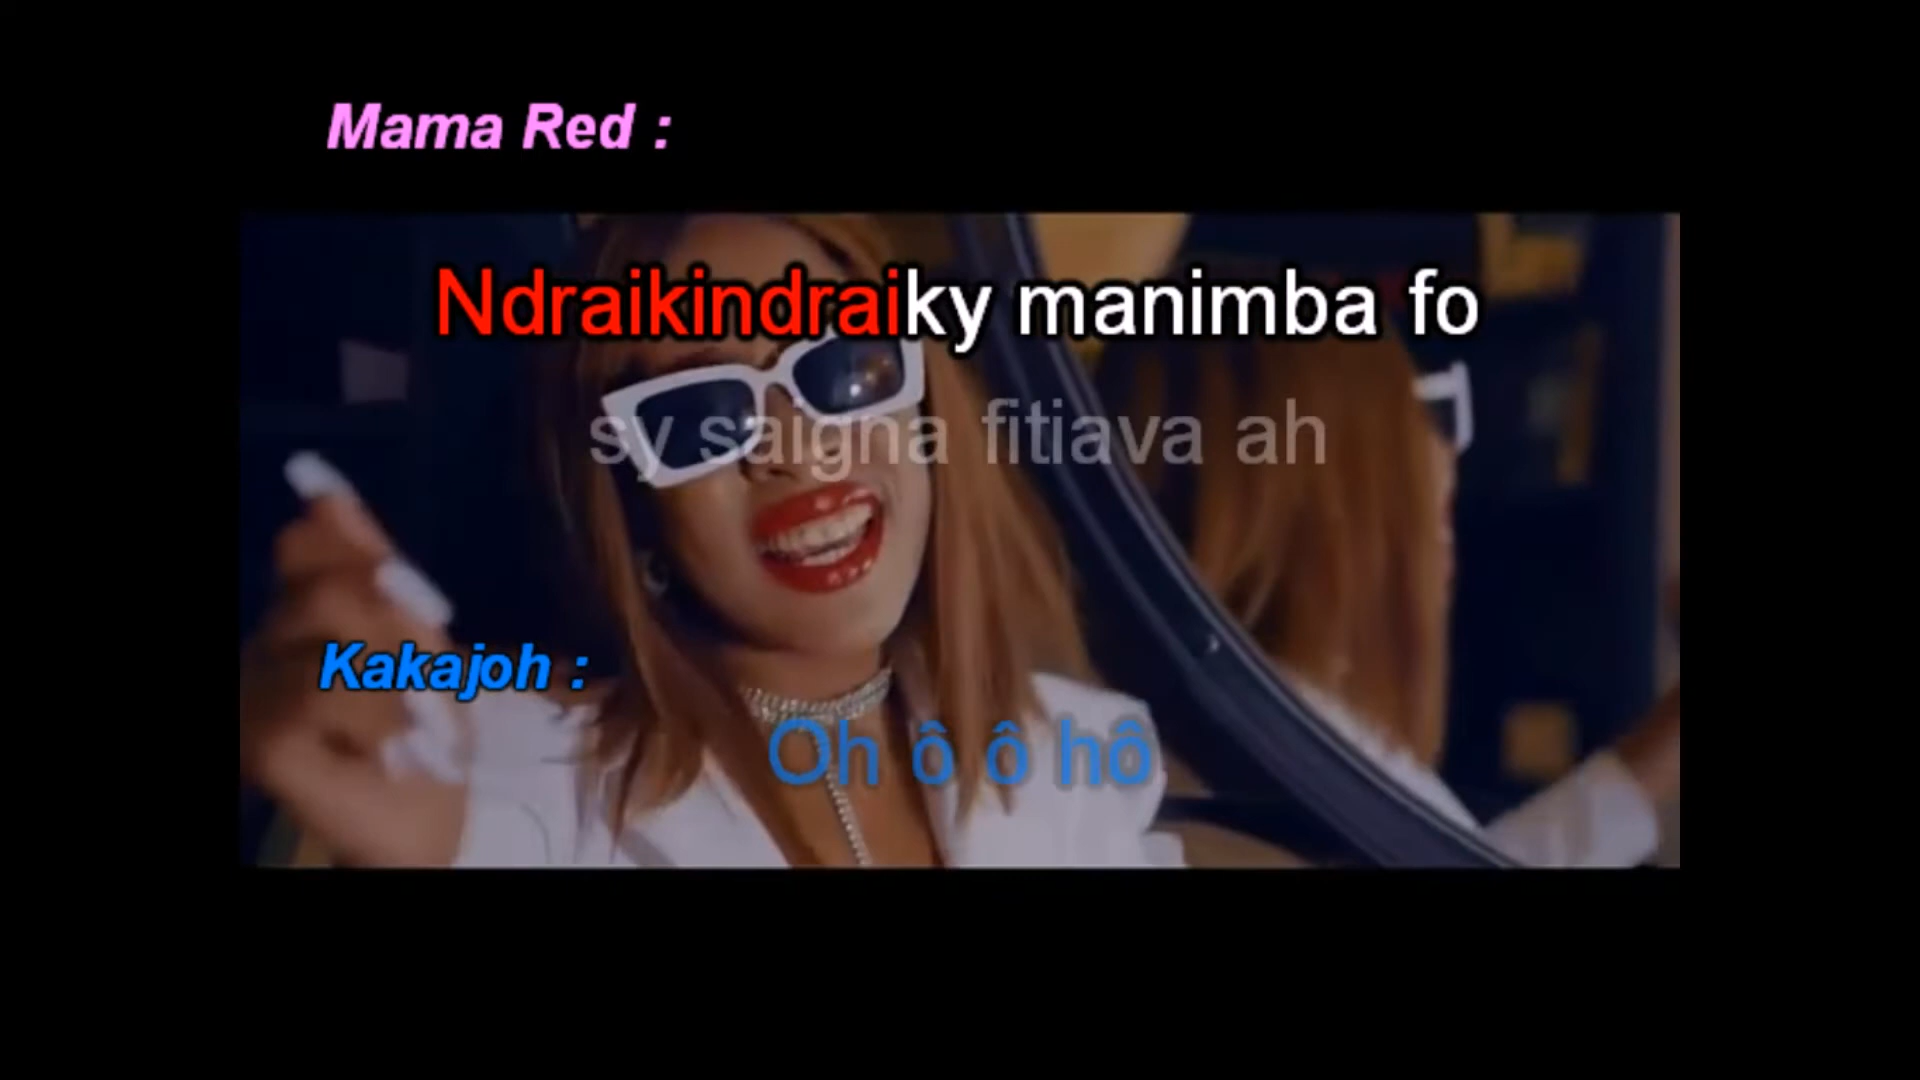 Mama Red :
Ndraikindraiky manimba fo
sy saigna fitiava ah
Kakajoh :
Oh ô ô hô